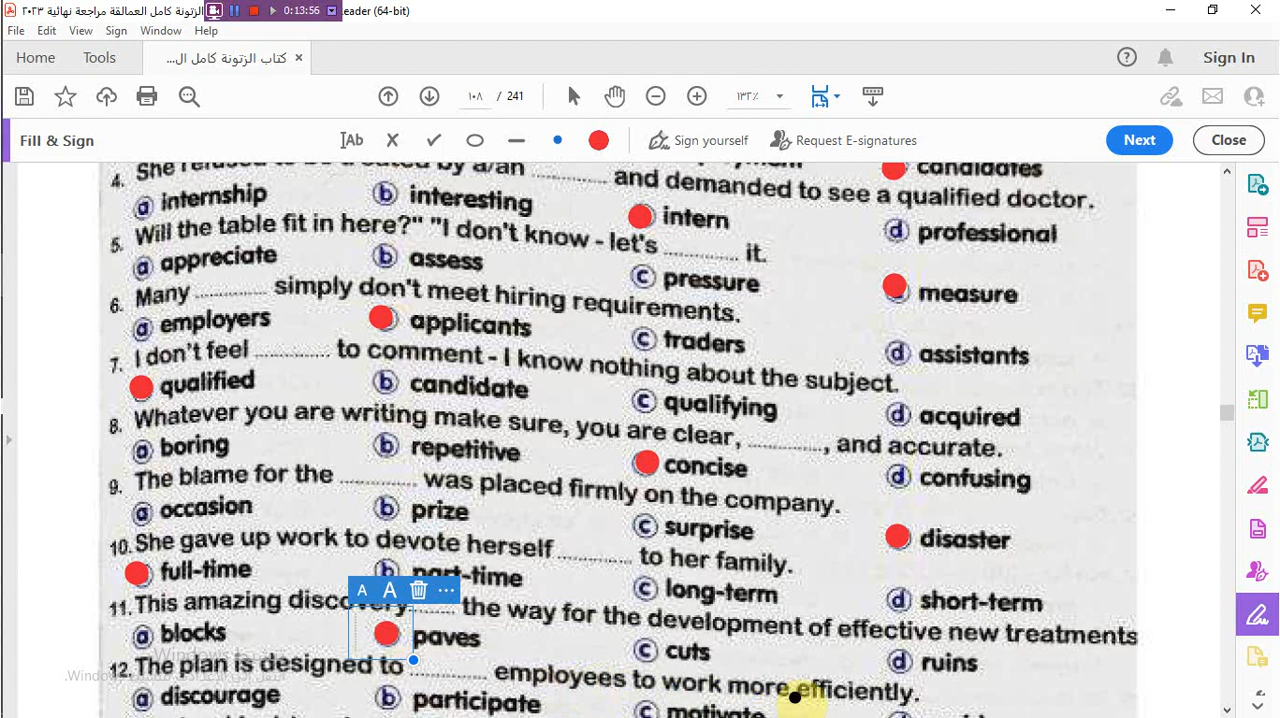 الزتونة كامل العمالقة مراجعة نهائية ٢٠٢٣
0:13:56
eader (64-bit)
File Edit View Sign Window Help
Home Tools
كتاب الزتونة كامل ال...
Sign In
١٠٨ / 241
١٣٢٪
Fill & Sign
Ab
Sign yourself
Request E-signatures
Next
Close
4. She refused to be by a/an .......... and demanded to see a qualified doctor.
candidates
a internship b interesting intern d professional
5. Will the table fit in here?" "I don't know - let's .......... it.
a appreciate b assess c pressure measure
6. Many .......... simply don't meet hiring requirements.
a employers applicants c traders d assistants
7. I don't feel .......... to comment - I know nothing about the subject.
qualified b candidate c qualifying d acquired
8. Whatever you are writing make sure, you are clear, .........., and accurate.
a boring b repetitive concise d confusing
9. The blame for the .......... was placed firmly on the company.
a occasion b prize c surprise disaster
10. She gave up work to devote herself .......... to her family.
full-time b part-time c long-term d short-term
A A ...
11. This amazing discovery ...... the way for the development of effective new treatments
a blocks paves c cuts d ruins
12. The plan is designed to .......... employees to work more efficiently.
a discourage b participate c motivate